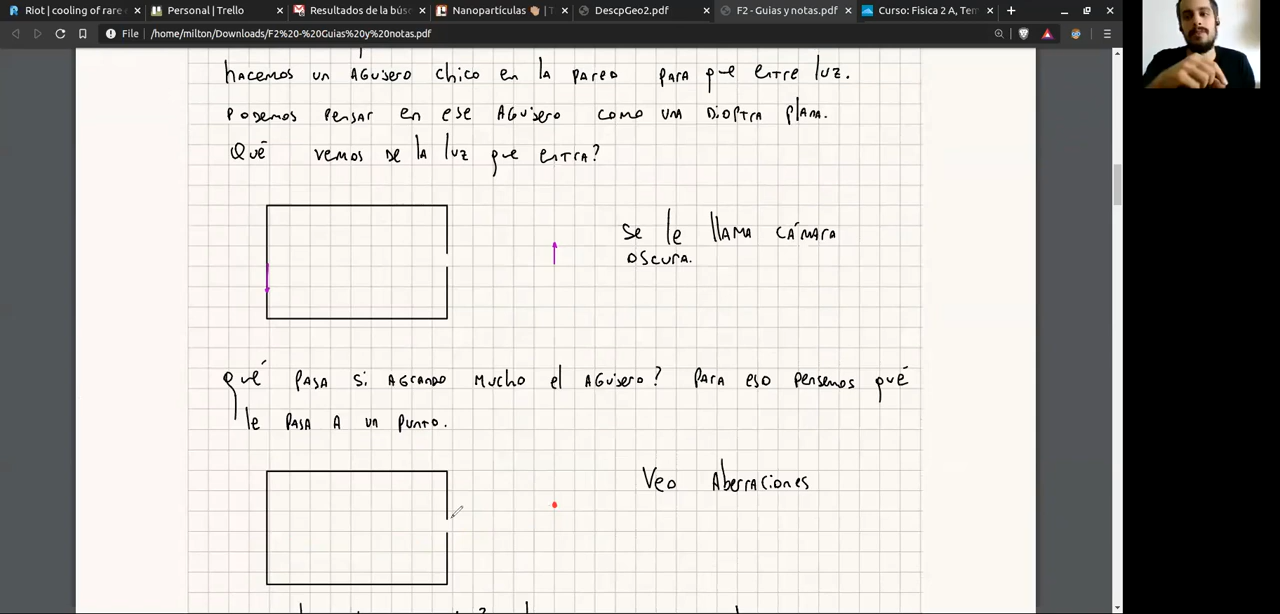 Riot | cooling of rare e
Personal | Trello
Resultados de la bús
Nanopartículas 👏🏼 | T
DescpGeo2.pdf
F2 - Guias y notas.pdf
Curso: Fisica 2 A, Tem
File | /home/milton/Downloads/F2%20-%20Guias%20y%20notas.pdf
hacemos un agujero chico en la pared para que entre luz.
Podemos pensar en ese agujero como una dioptra plana.
Qué vemos de la luz que entra?
Se le llama cámara
oscura.
qué pasa si agrando mucho el agujero? Para eso pensemos qué
le pasa a un punto.
Veo Aberraciones